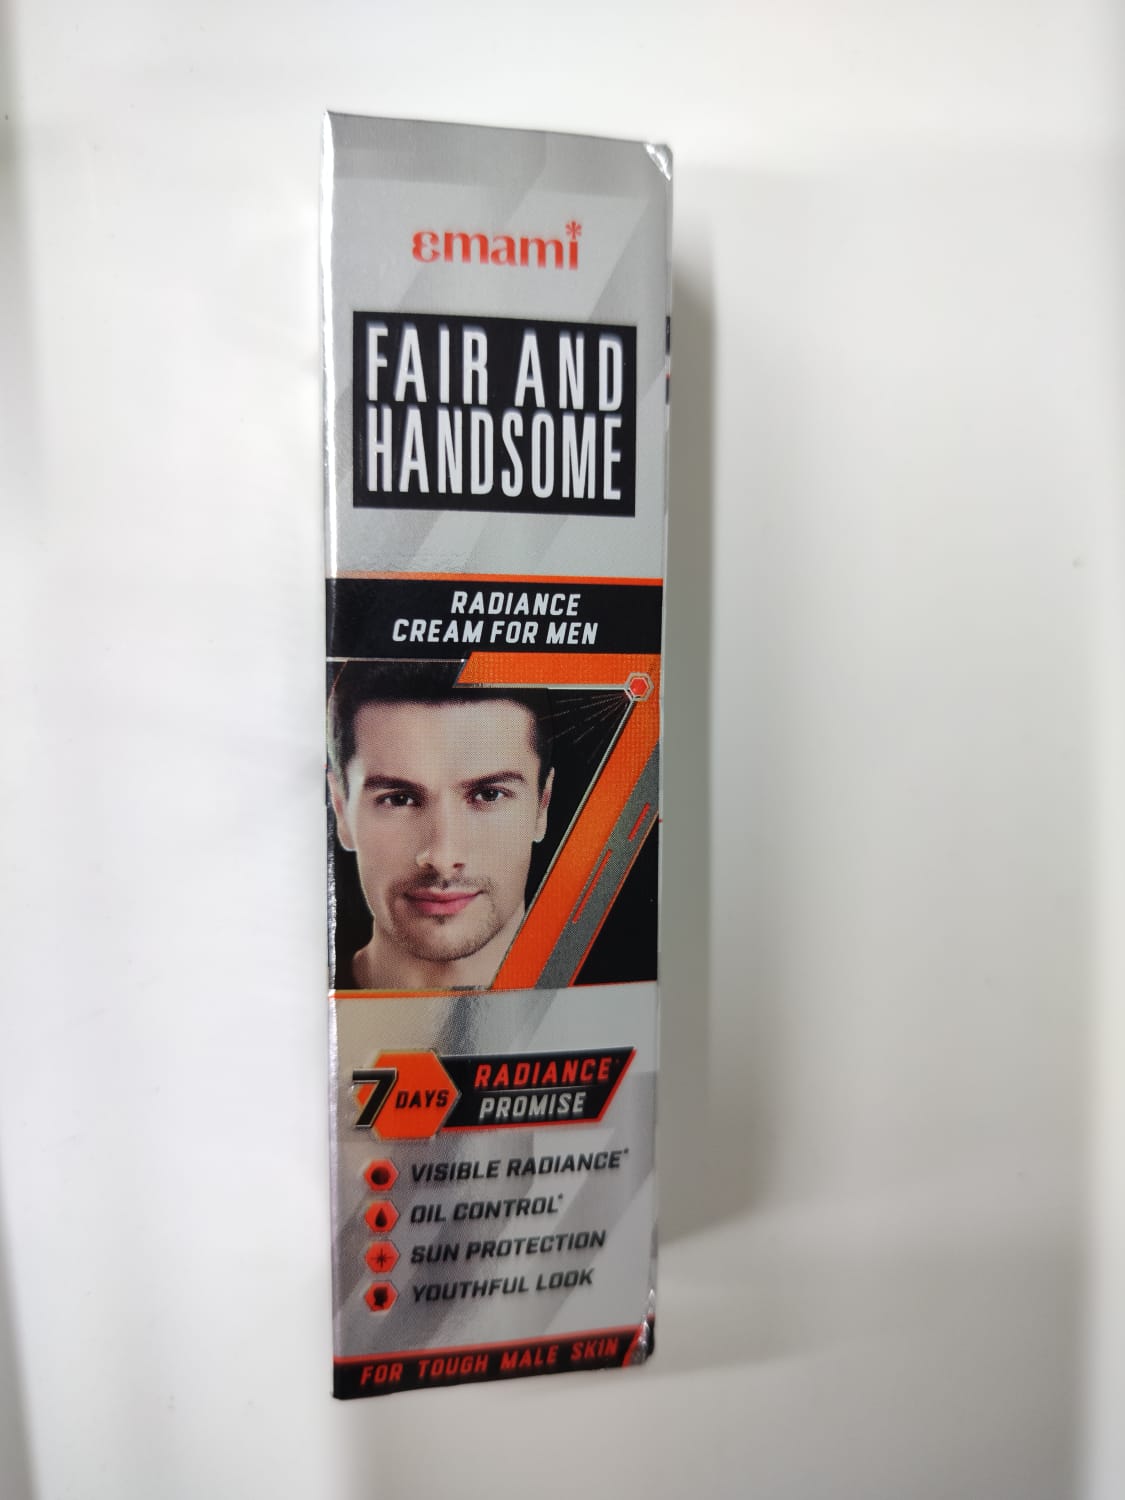 emami
FAIR AND
HANDSOME
RADIANCE
CREAM FOR MEN
7 DAYS
RADIANCE*
PROMISE
VISIBLE RADIANCE*
OIL CONTROL*
SUN PROTECTION
YOUTHFUL LOOK
FOR TOUGH MALE SKIN